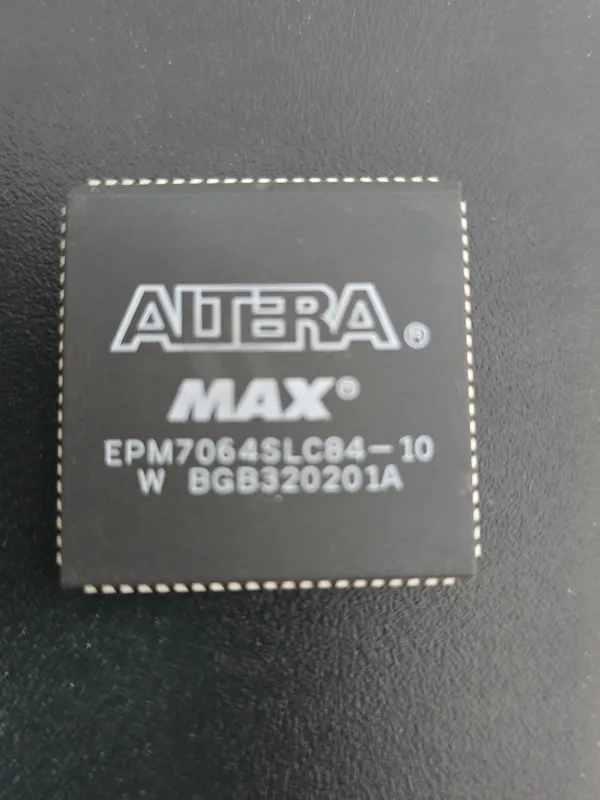 ALTERA®
MAX®
EPM7064SLC84-10
W BGB320201A